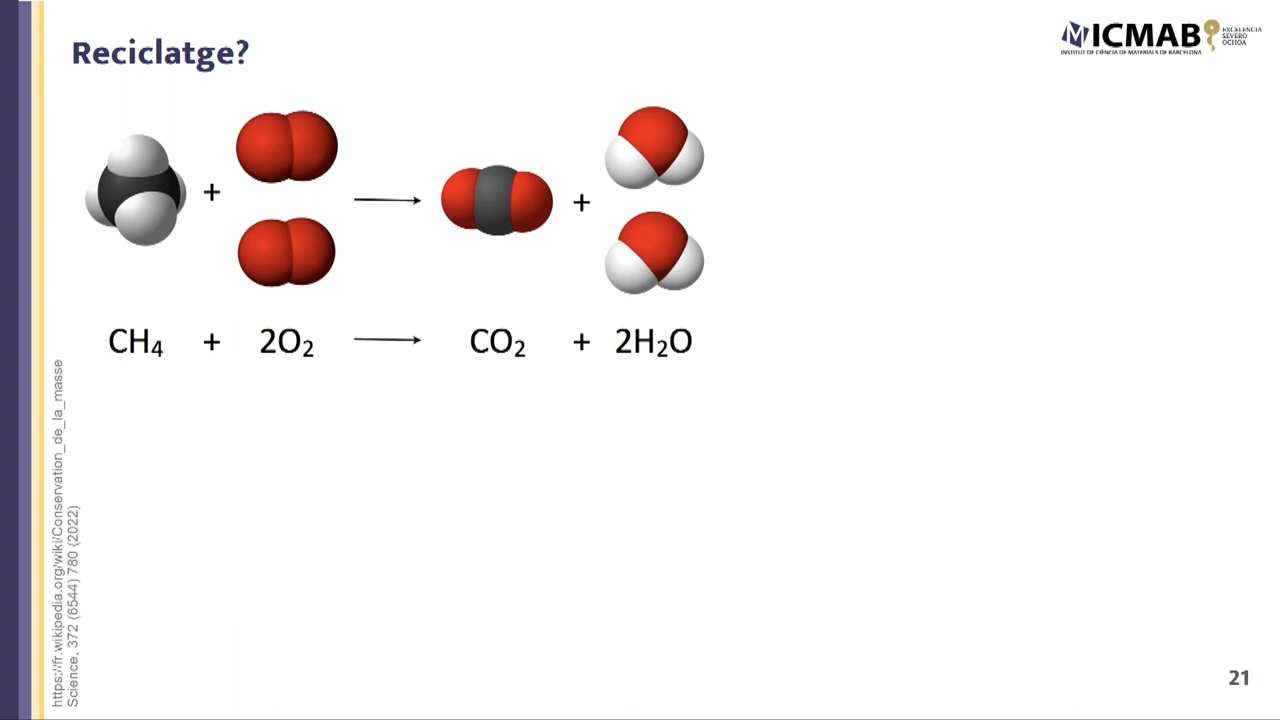 Reciclatge?
ICMAB
INSTITUT DE CIÈNCIA DE MATERIALS DE BARCELONA
EXCELENCIA
SEVERO
OCHOA
+
+
CH₄ + 2O₂ ⟶ CO₂ + 2H₂O
https://fr.wikipedia.org/wiki/Conservation_de_la_masse
Science, 372 (6544) 780 (2022)
21